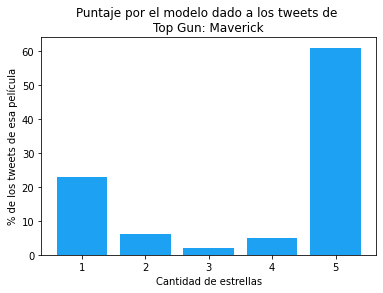 Puntaje por el modelo dado a los tweets de
Top Gun: Maverick
% de los tweets de esa película
60
50
40
30
20
10
0
1 2 3 4 5
Cantidad de estrellas